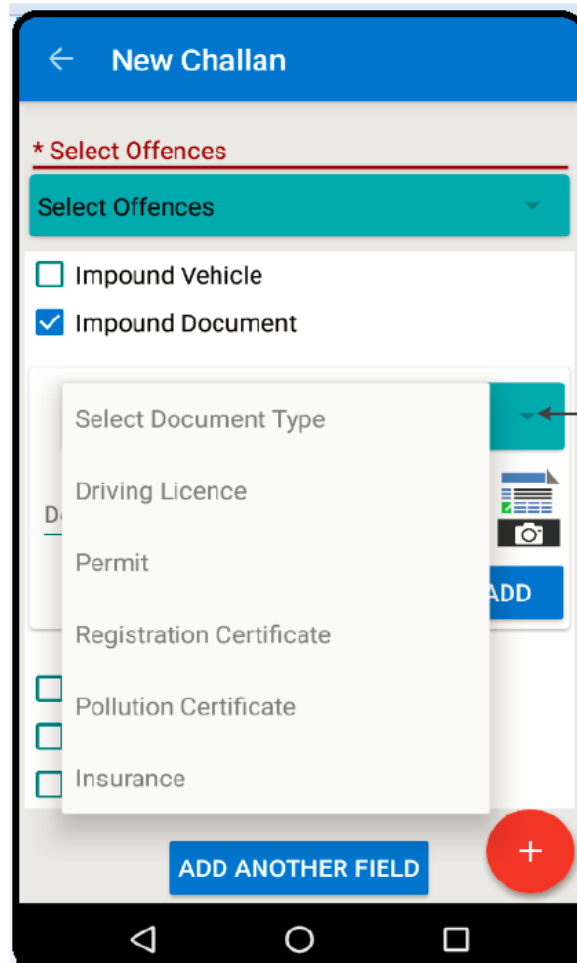 New Challan
* Select Offences
Select Offences
Impound Vehicle
Impound Document
Select Document Type
Driving Licence
Permit
Registration Certificate
ADD
Pollution Certificate
Insurance
ADD ANOTHER FIELD
+